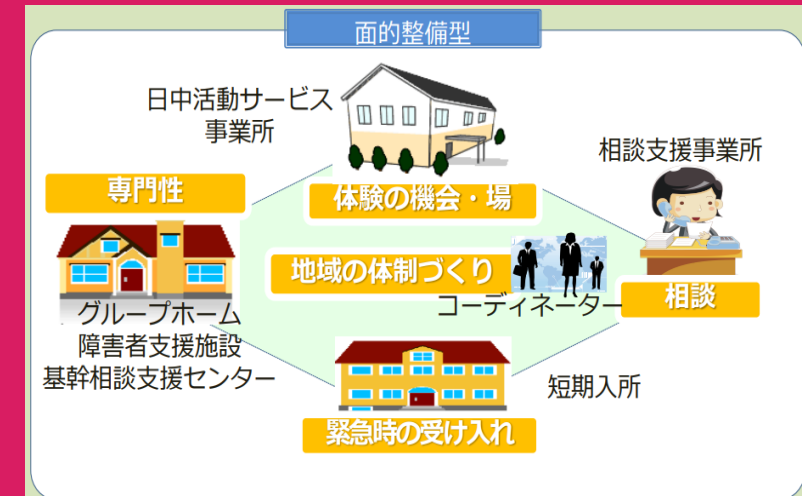 面的整備型
日中活動サービス
事業所
相談支援事業所
専門性
体験の機会・場
地域の体制づくり
コーディネーター
相談
グループホーム
障害者支援施設
基幹相談支援センター
短期入所
緊急時の受け入れ